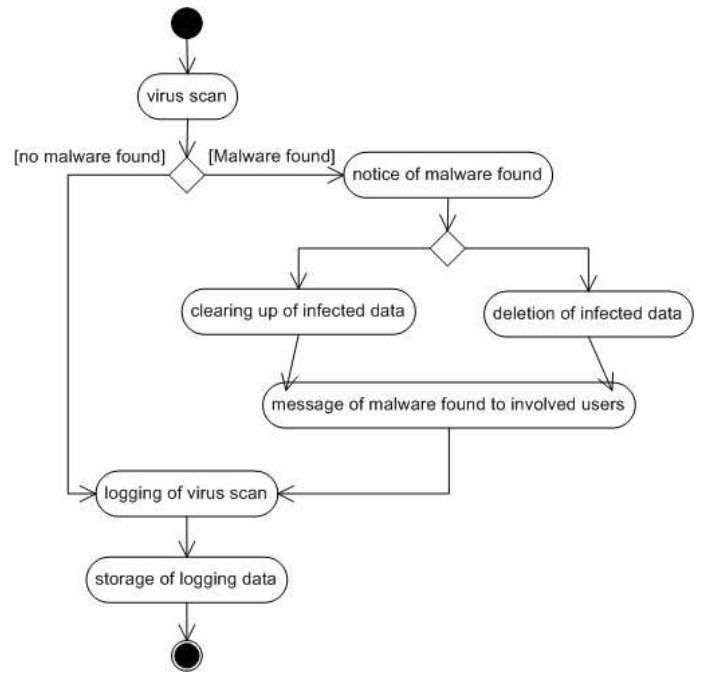 virus scan
[no malware found]
[Malware found]
notice of malware found
clearing up of infected data
deletion of infected data
message of malware found to involved users
logging of virus scan
storage of logging data